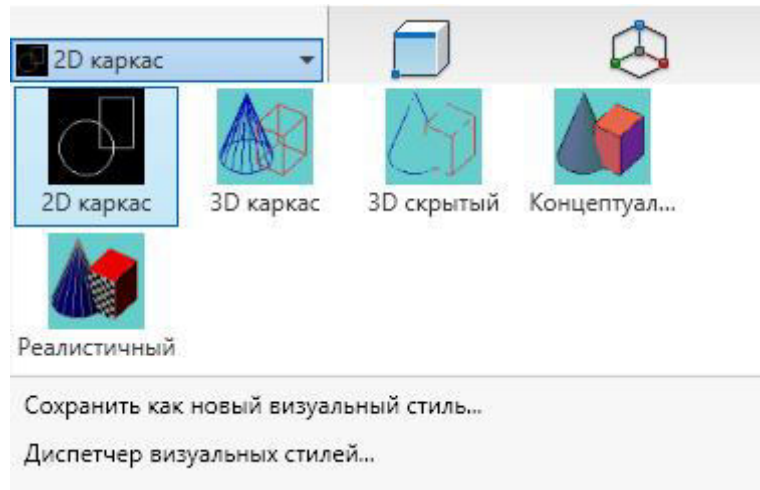 2D каркас
2D каркас 3D каркас 3D скрытый Концептуал...
Реалистичный
Сохранить как новый визуальный стиль...
Диспетчер визуальных стилей...